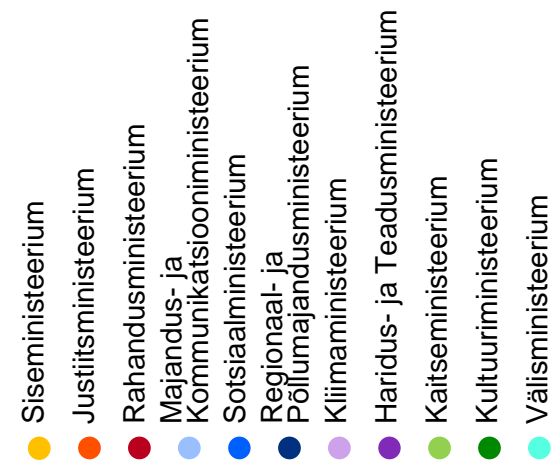 Siseministeerium
Justiitsministeerium
Rahandusministeerium
Majandus- ja
Kommunikatsiooniministeerium
Sotsiaalministeerium
Regionaal- ja
Põllumajandusministeerium
Kliimaministeerium
Haridus- ja Teadusministeerium
Kaitseministeerium
Kultuuriministeerium
Välisministeerium